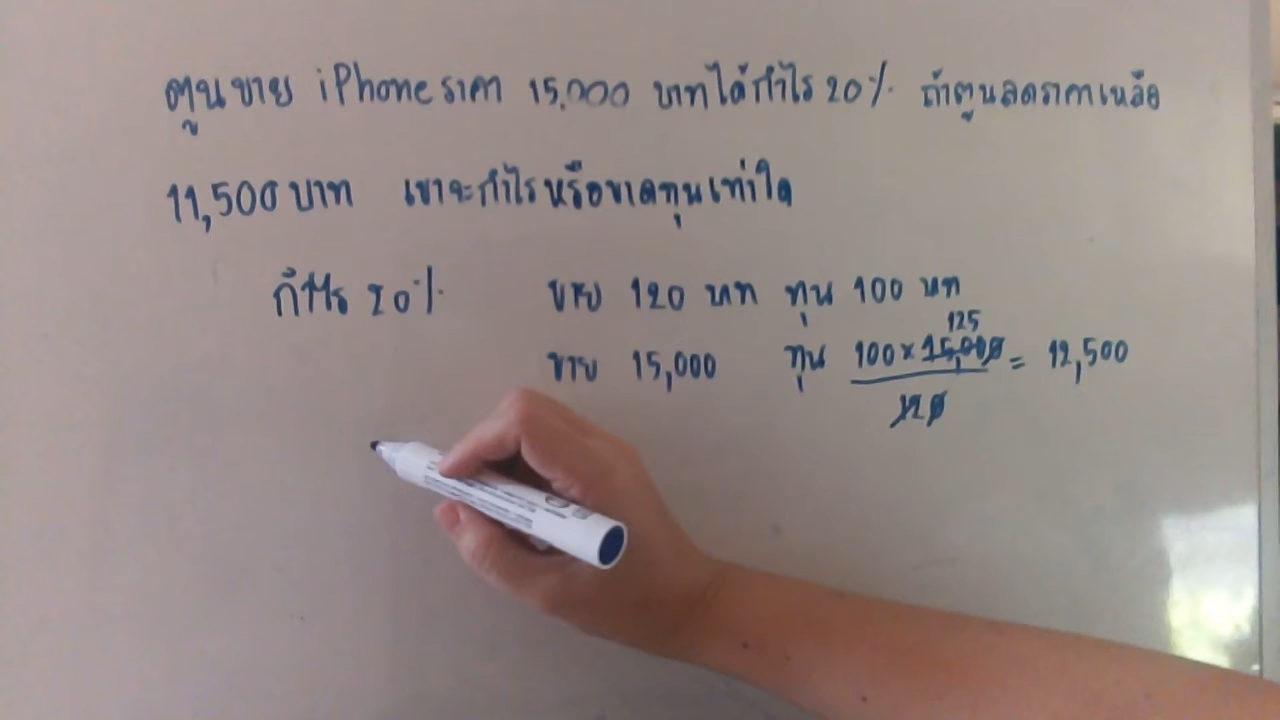 ตูนขาย iPhone ราคา 15,000 บาทได้กำไร 20% ถ้าตูนลดราคาเหลือ
11,500 บาท เขาจะกำไรหรือขาดทุนเท่าใด
กำไร 20% ขาย 120 บาท ทุน 100 บาท
125
ขาย 15,000 ทุน 100 × 15,000 = 12,500
120